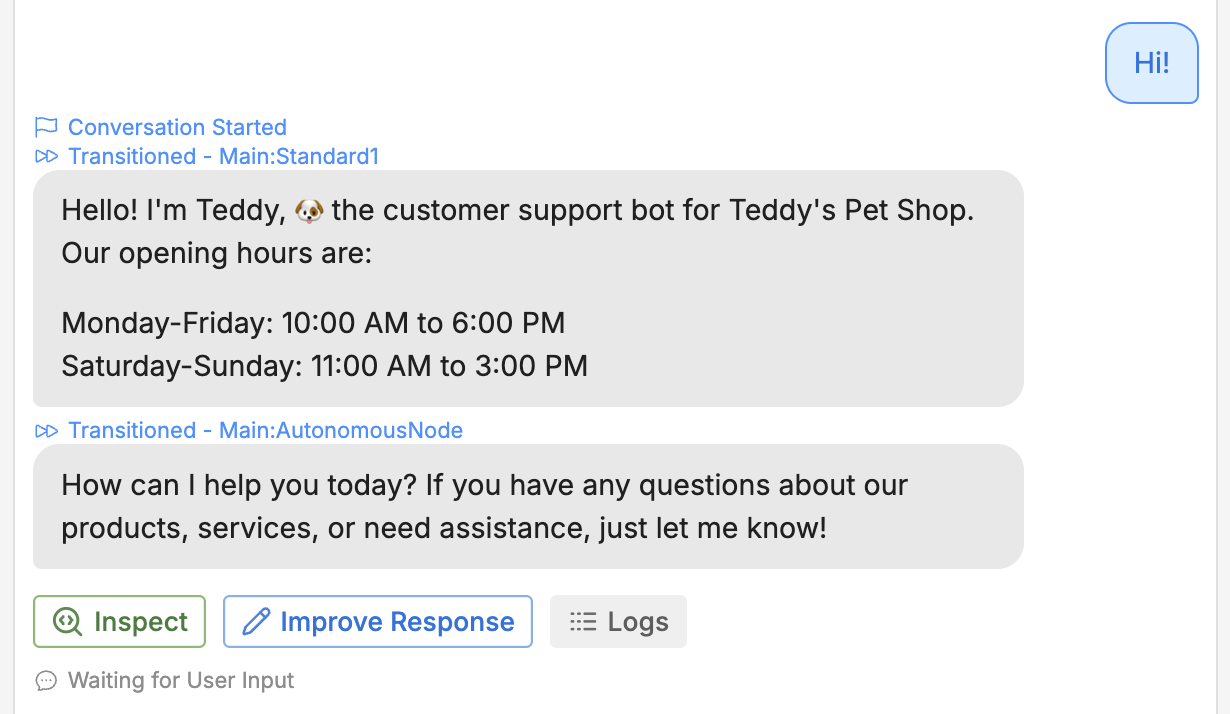 Hi!
Conversation Started
Transitioned - Main:Standard1
Hello! I'm Teddy, 🐶 the customer support bot for Teddy's Pet Shop.
Our opening hours are:
Monday-Friday: 10:00 AM to 6:00 PM
Saturday-Sunday: 11:00 AM to 3:00 PM
Transitioned - Main:AutonomousNode
How can I help you today? If you have any questions about our
products, services, or need assistance, just let me know!
Inspect
Improve Response
Logs
Waiting for User Input